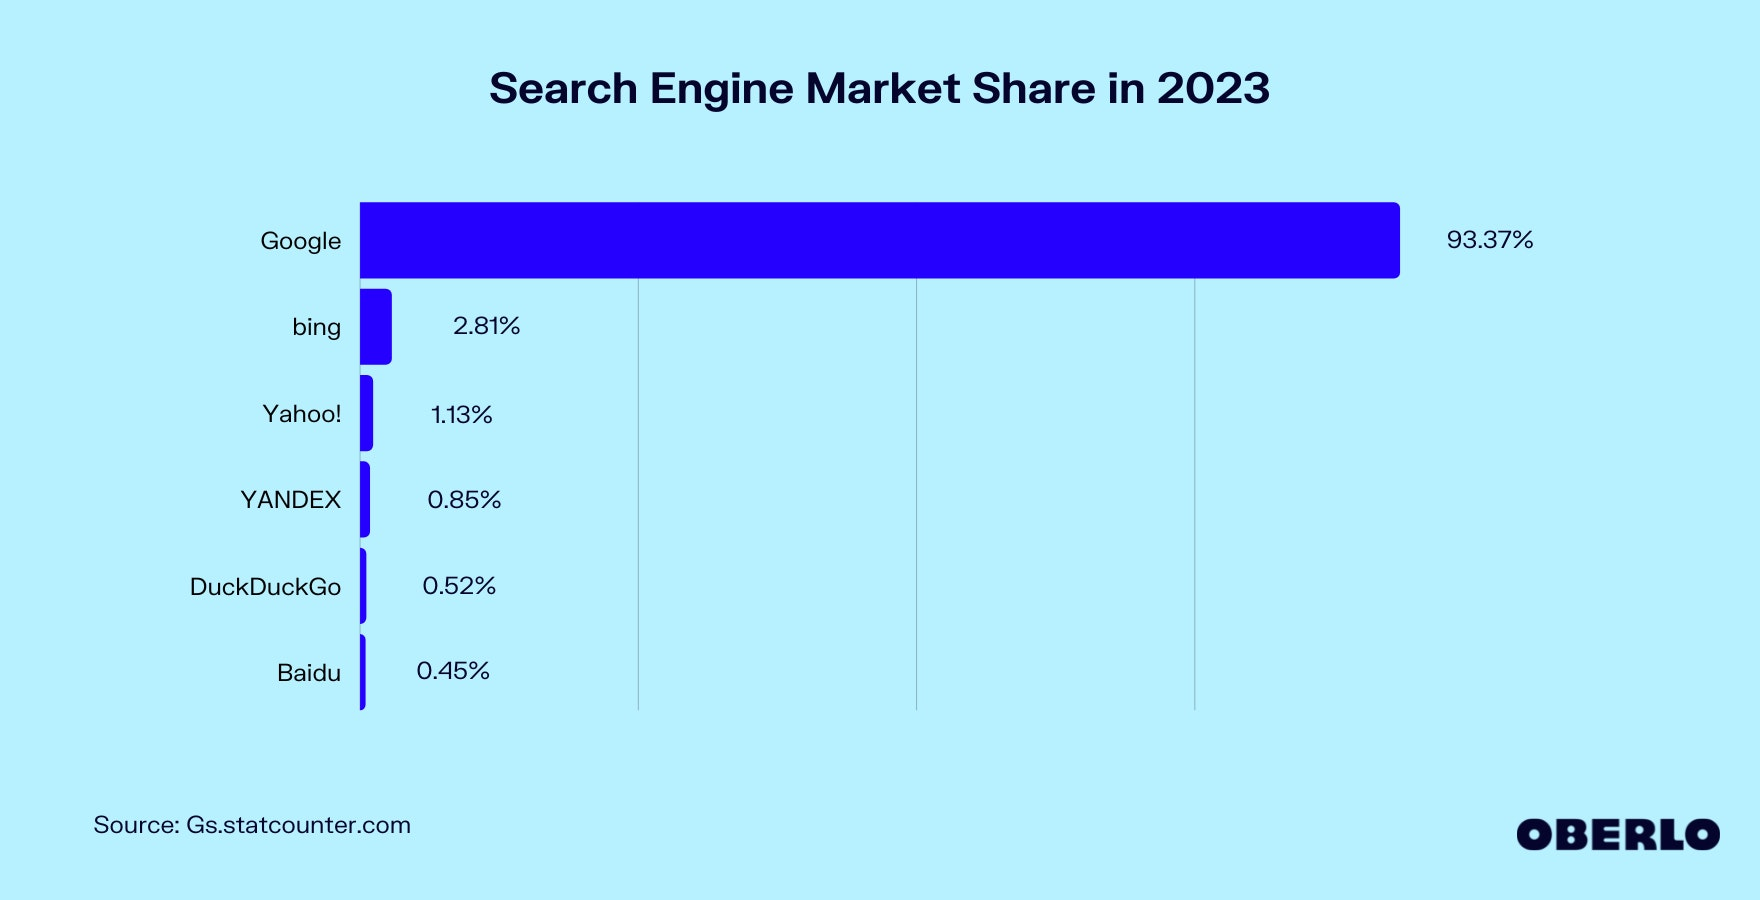 Search Engine Market Share in 2023
Google 93.37%
bing 2.81%
Yahoo! 1.13%
YANDEX 0.85%
DuckDuckGo 0.52%
Baidu 0.45%
Source: Gs.statcounter.com
OBERLO